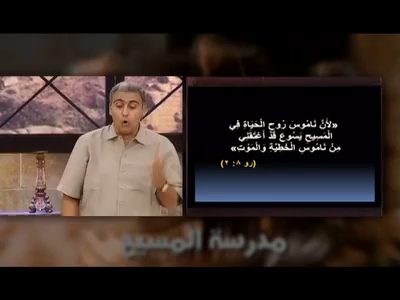 «لأَنَّ نَامُوسَ رُوحِ الْحَيَاةِ فِي
الْمَسِيحِ يَسُوعَ قَدْ أَعْتَقَنِي
مِنْ نَامُوسِ الْخَطِيَّةِ وَالْمَوْتِ»
(رو ٨: ٢)
مدرسة المسيح